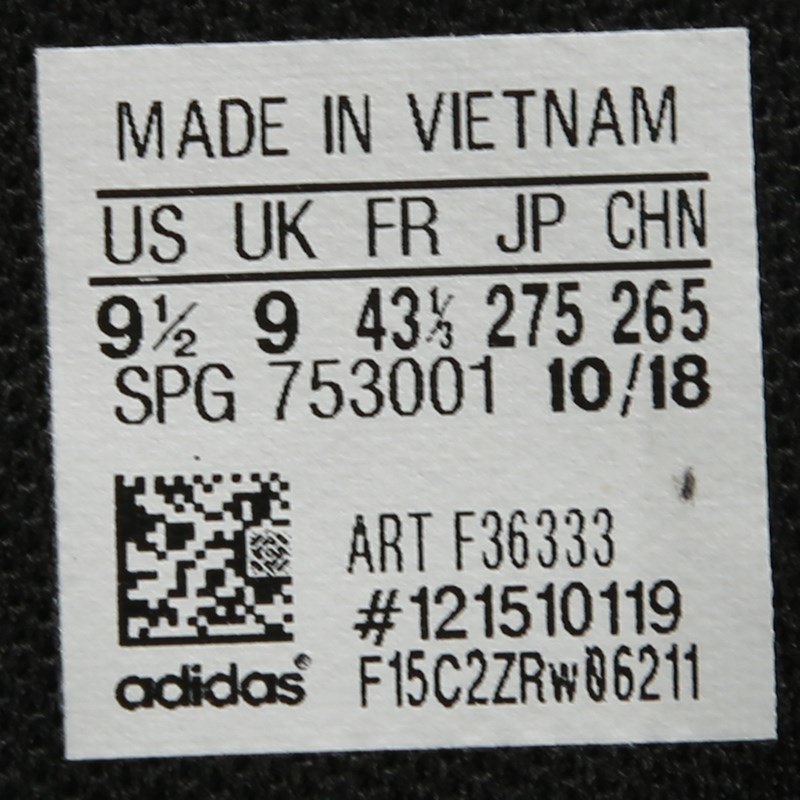 MADE IN VIETNAM
US UK FR JP CHN
9½ 9 43⅓ 275 265
SPG 753001 10/18
ART F36333
#121510119
adidas® F15C2ZRW06211